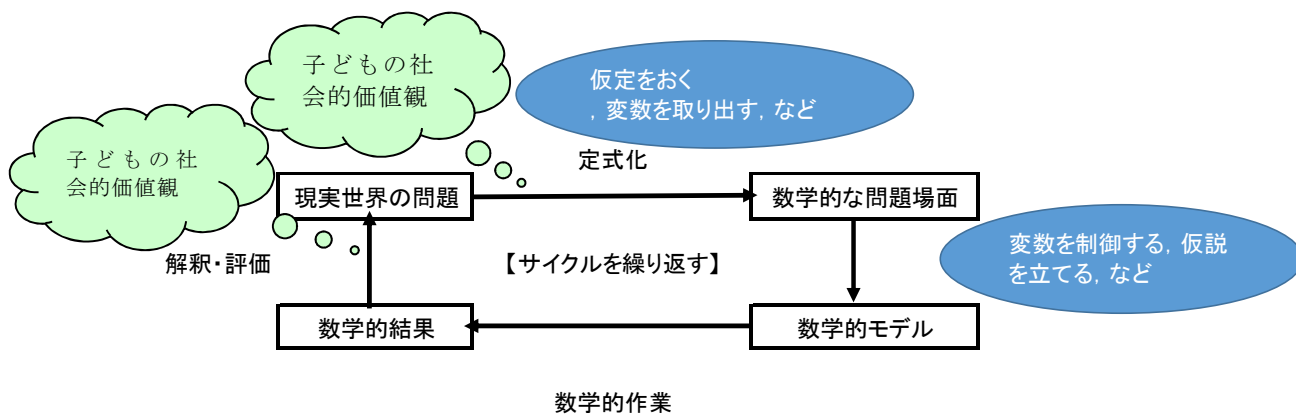 子どもの社
会的価値観
仮定をおく
，変数を取り出す，など
子どもの社
会的価値観
定式化
現実世界の問題
数学的な問題場面
解釈・評価
【サイクルを繰り返す】
変数を制御する，仮説
を立てる，など
数学的結果
数学的モデル
数学的作業